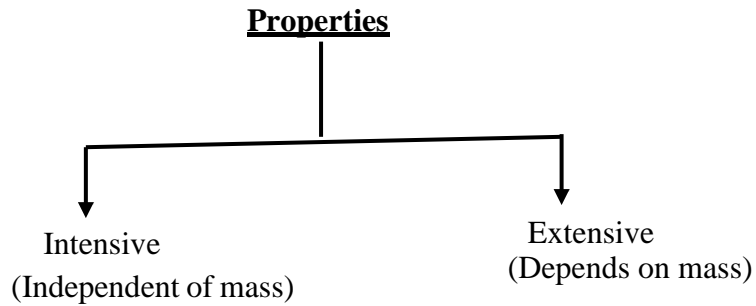 Properties
Intensive
(Independent of mass)
Extensive
(Depends on mass)